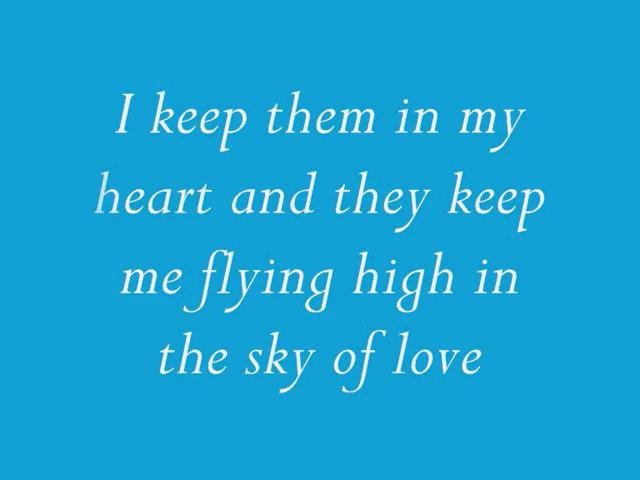 I keep them in my
heart and they keep
me flying high in
the sky of love